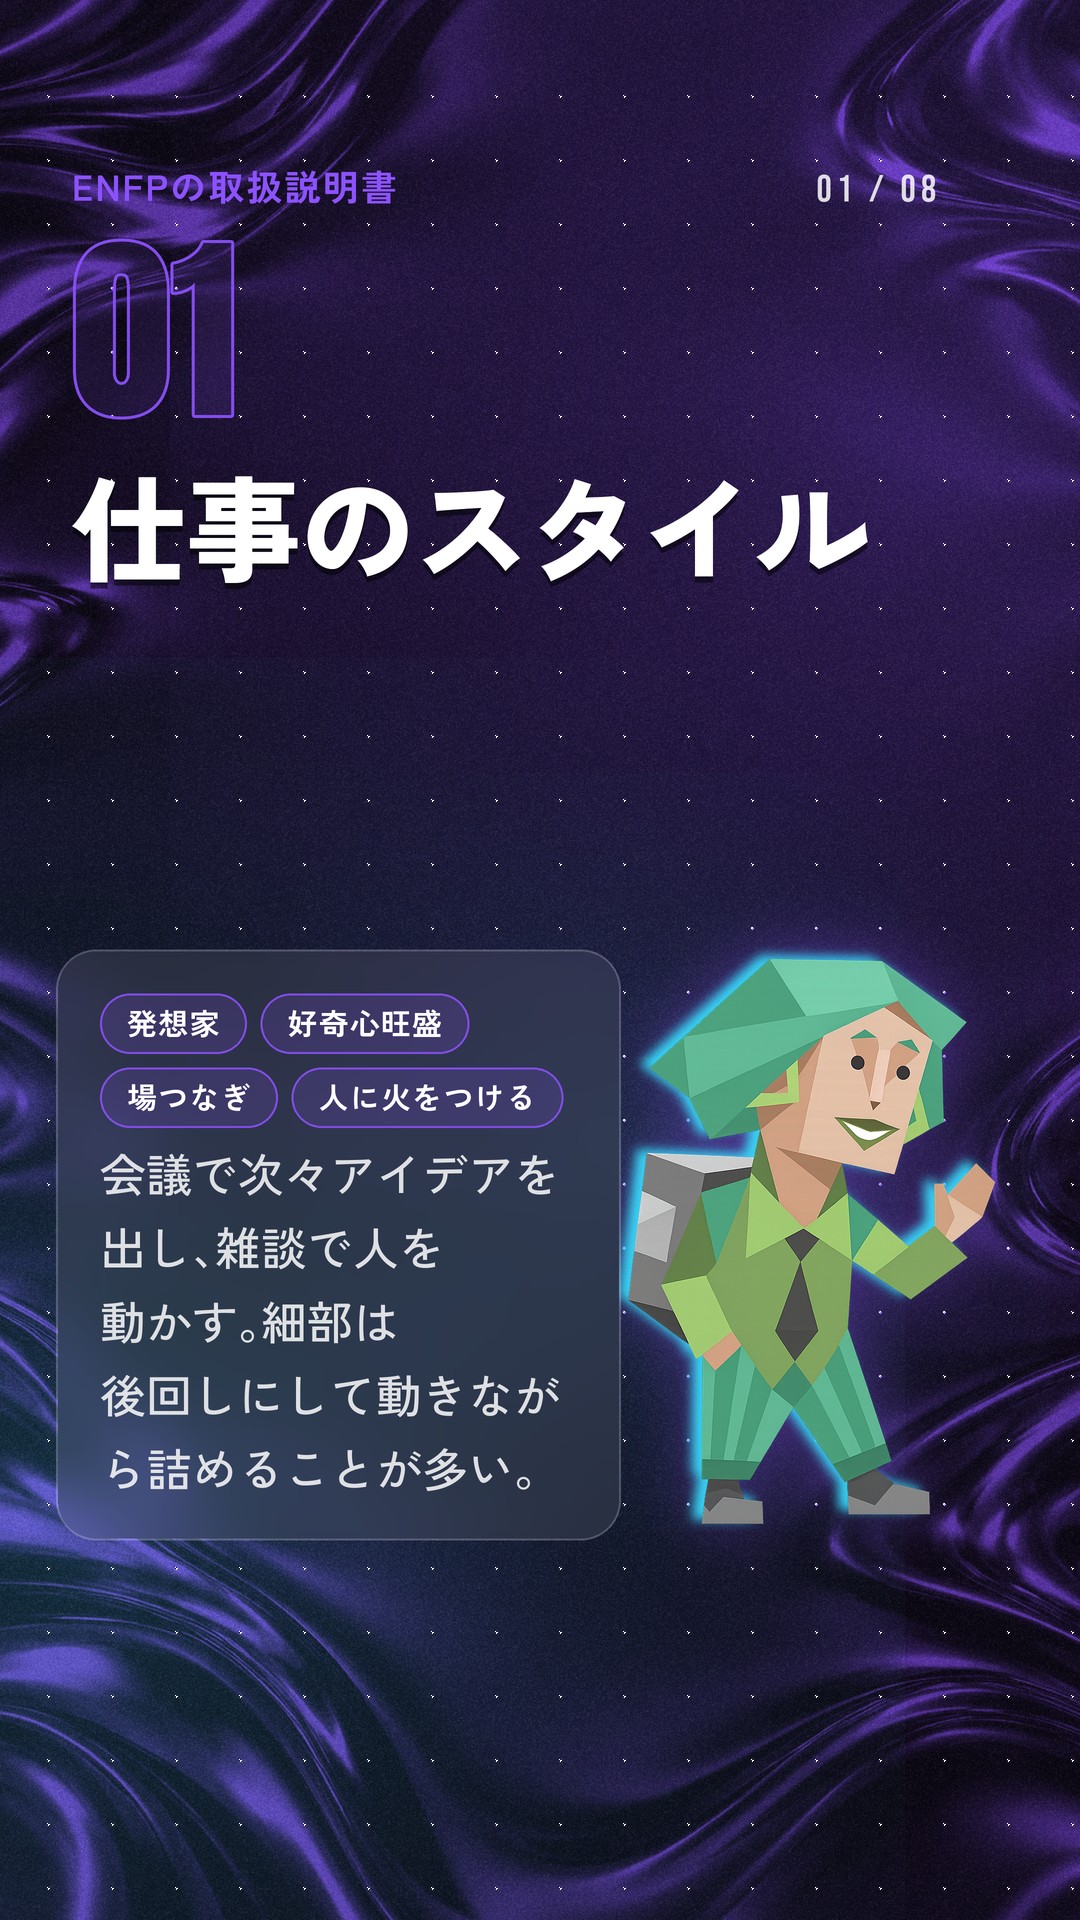 ENFPの取扱説明書
01 / 08
01
仕事のスタイル
発想家 好奇心旺盛
場つなぎ 人に火をつける
会議で次々アイデアを
出し、雑談で人を
動かす。細部は
後回しにして動きなが
ら詰めることが多い。